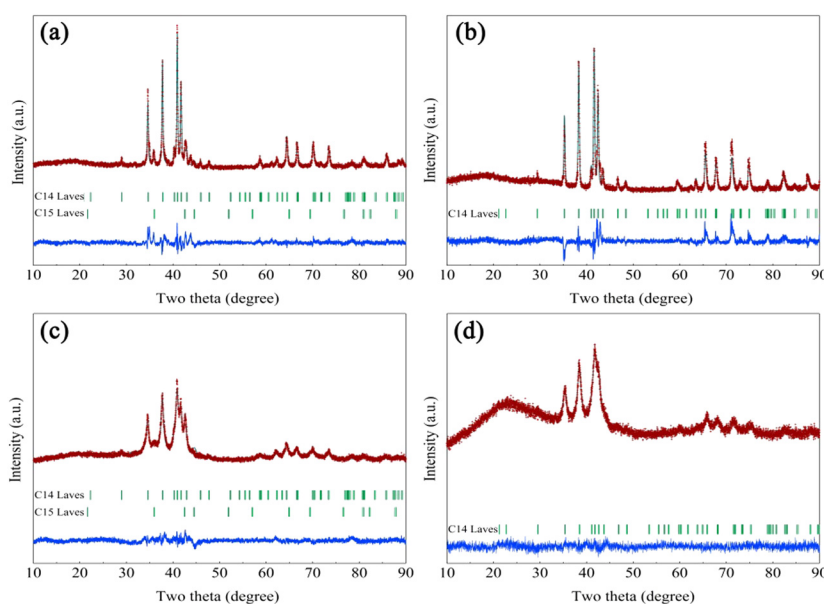 (a)
Intensity (a.u.)
C14 Laves
C15 Laves
10 20 30 40 50 60 70 80 90
Two theta (degree)
(b)
Intensity (a.u.)
C14 Laves
10 20 30 40 50 60 70 80 90
Two theta (degree)
(c)
Intensity (a.u.)
C14 Laves
C15 Laves
10 20 30 40 50 60 70 80 90
Two theta (degree)
(d)
Intensity (a.u.)
C14 Laves
10 20 30 40 50 60 70 80 90
Two theta (degree)